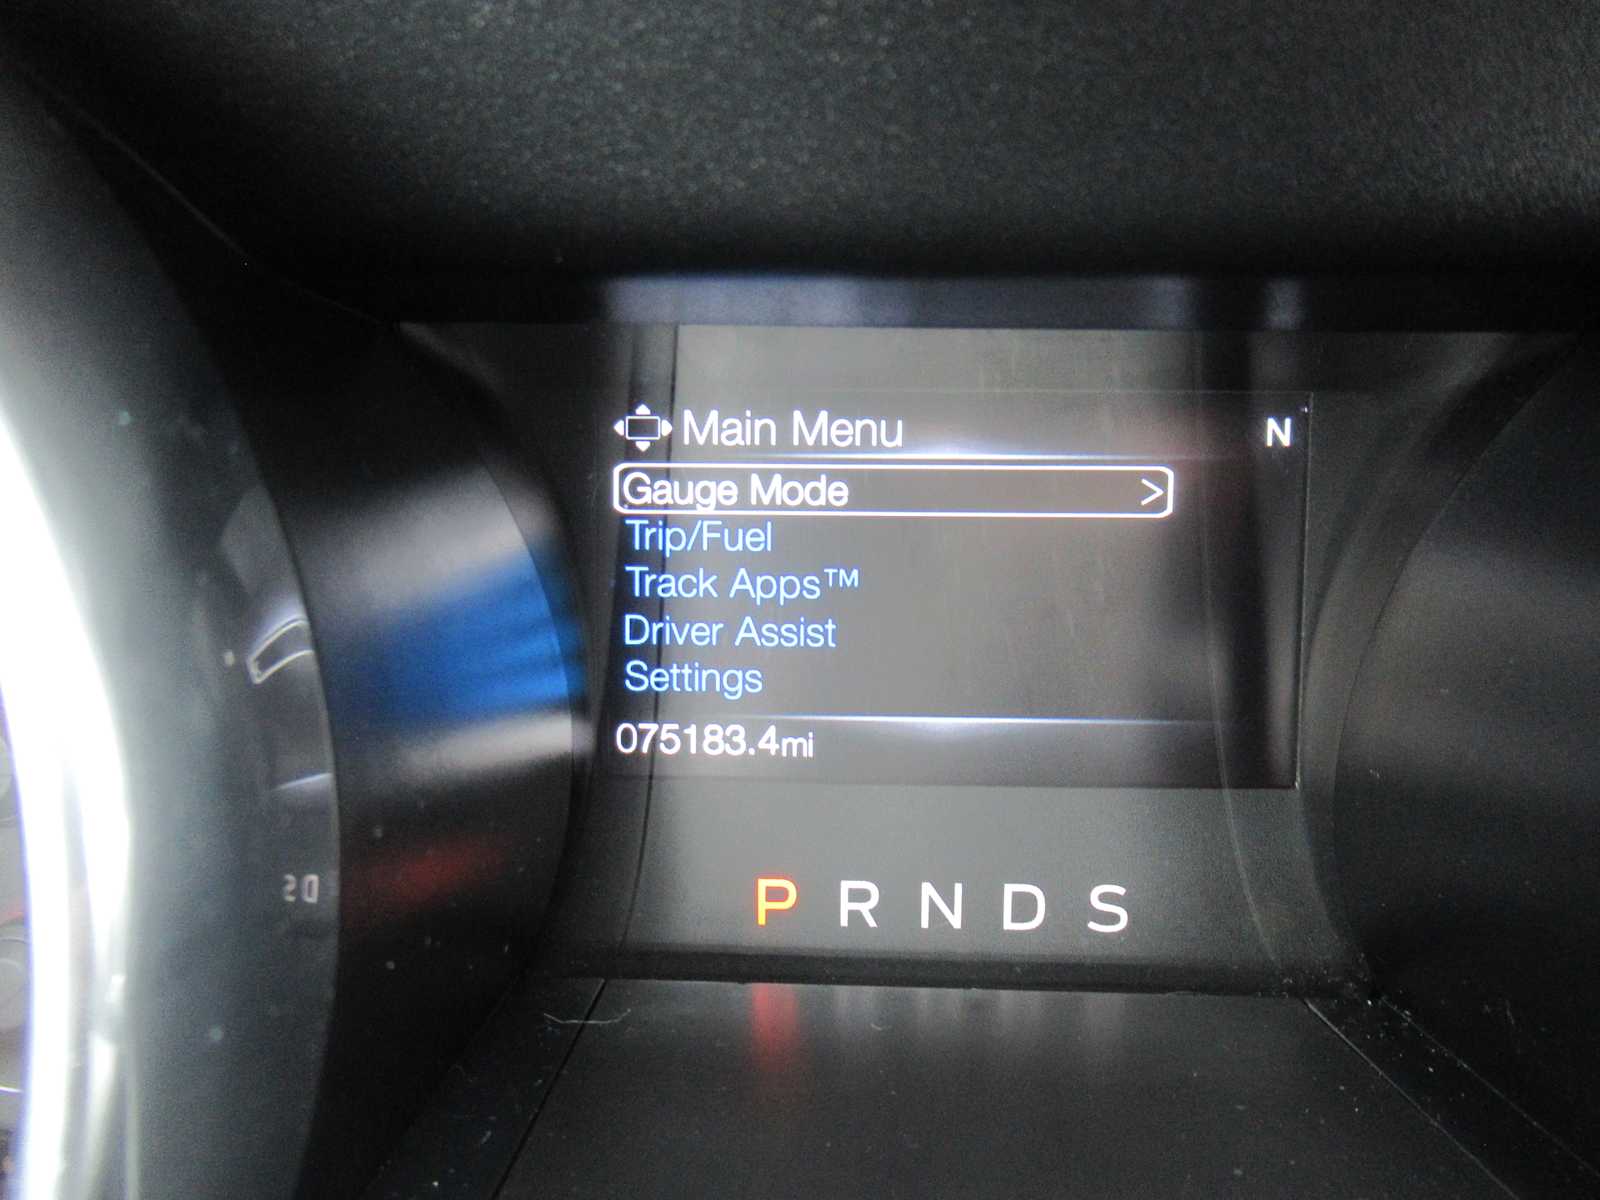 Main Menu N
Gauge Mode >
Trip/Fuel
Track Apps™
Driver Assist
Settings
075183.4mi
P R N D S